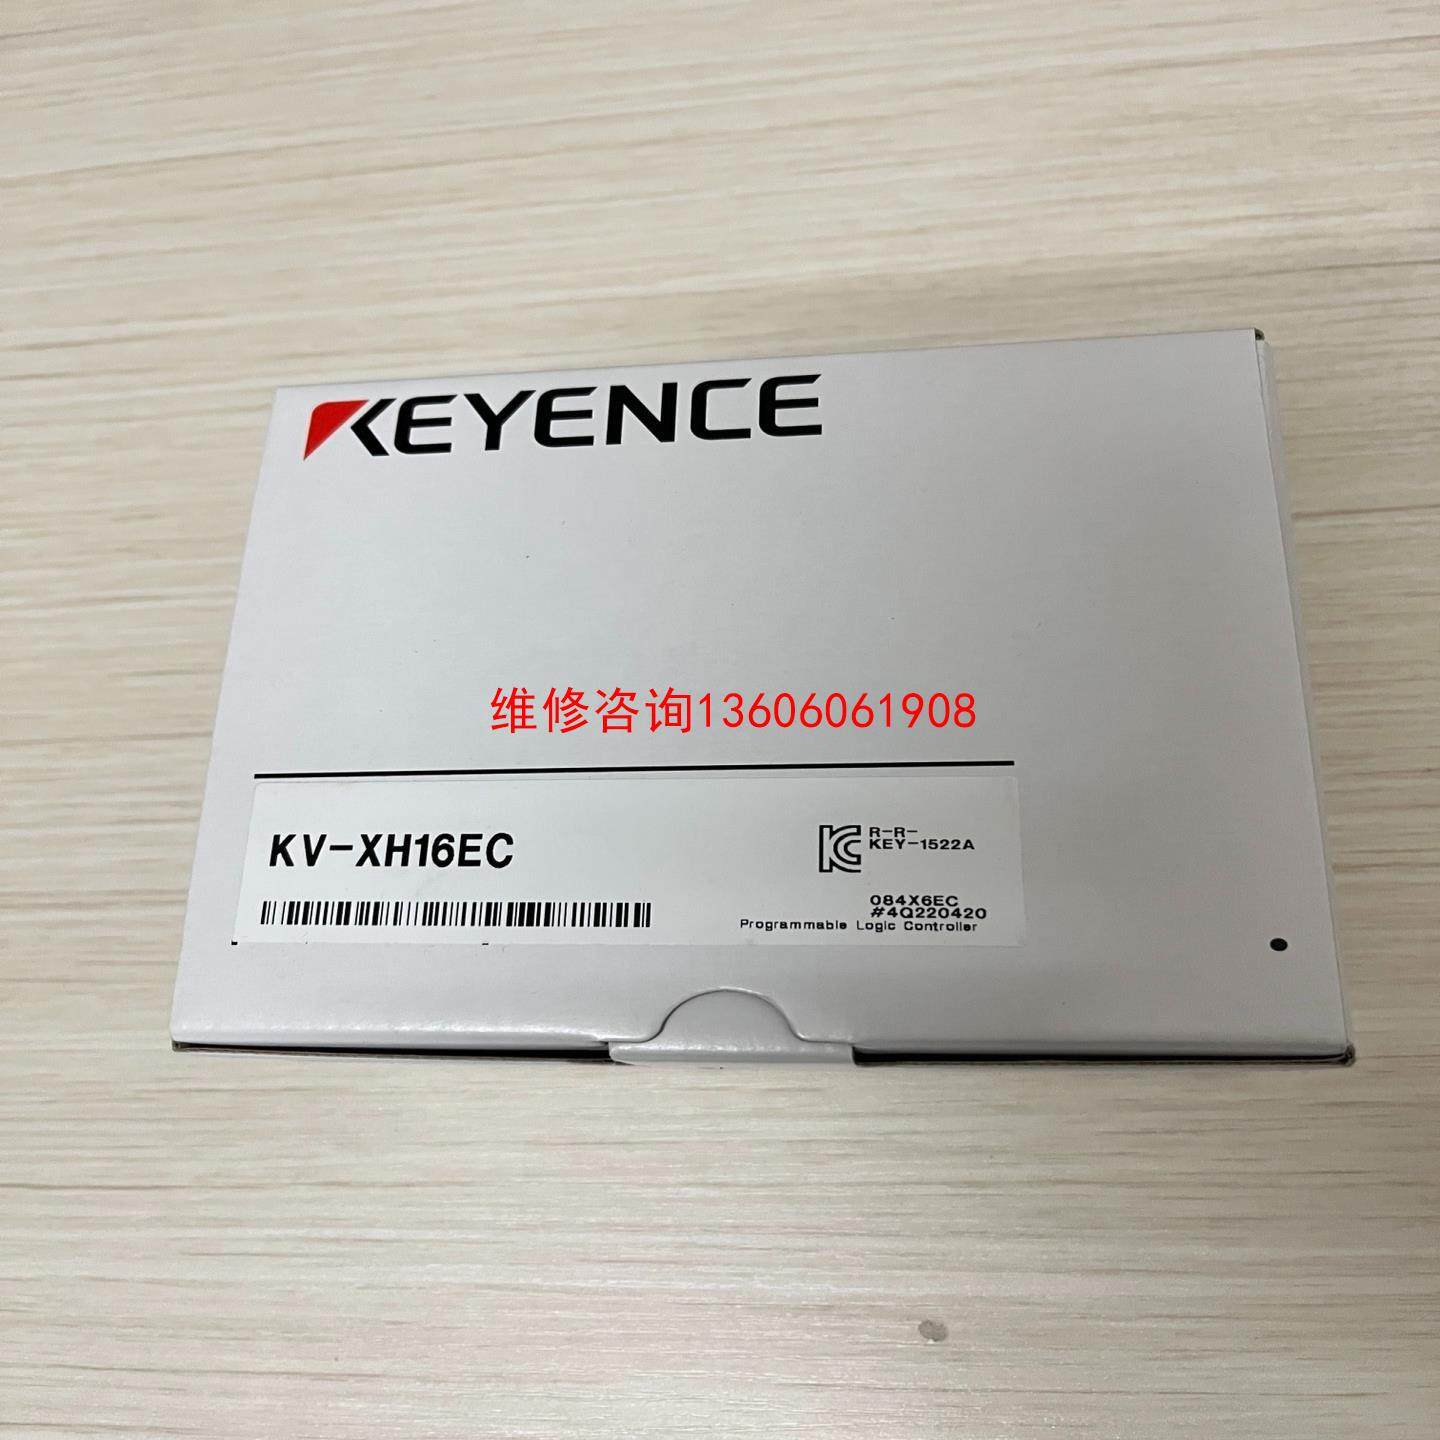 KEYENCE
维修咨询13606061908
KV-XH16EC
R-R-
KEY-1522A
084X6EC
#4Q220420
Programmable Logic Controller